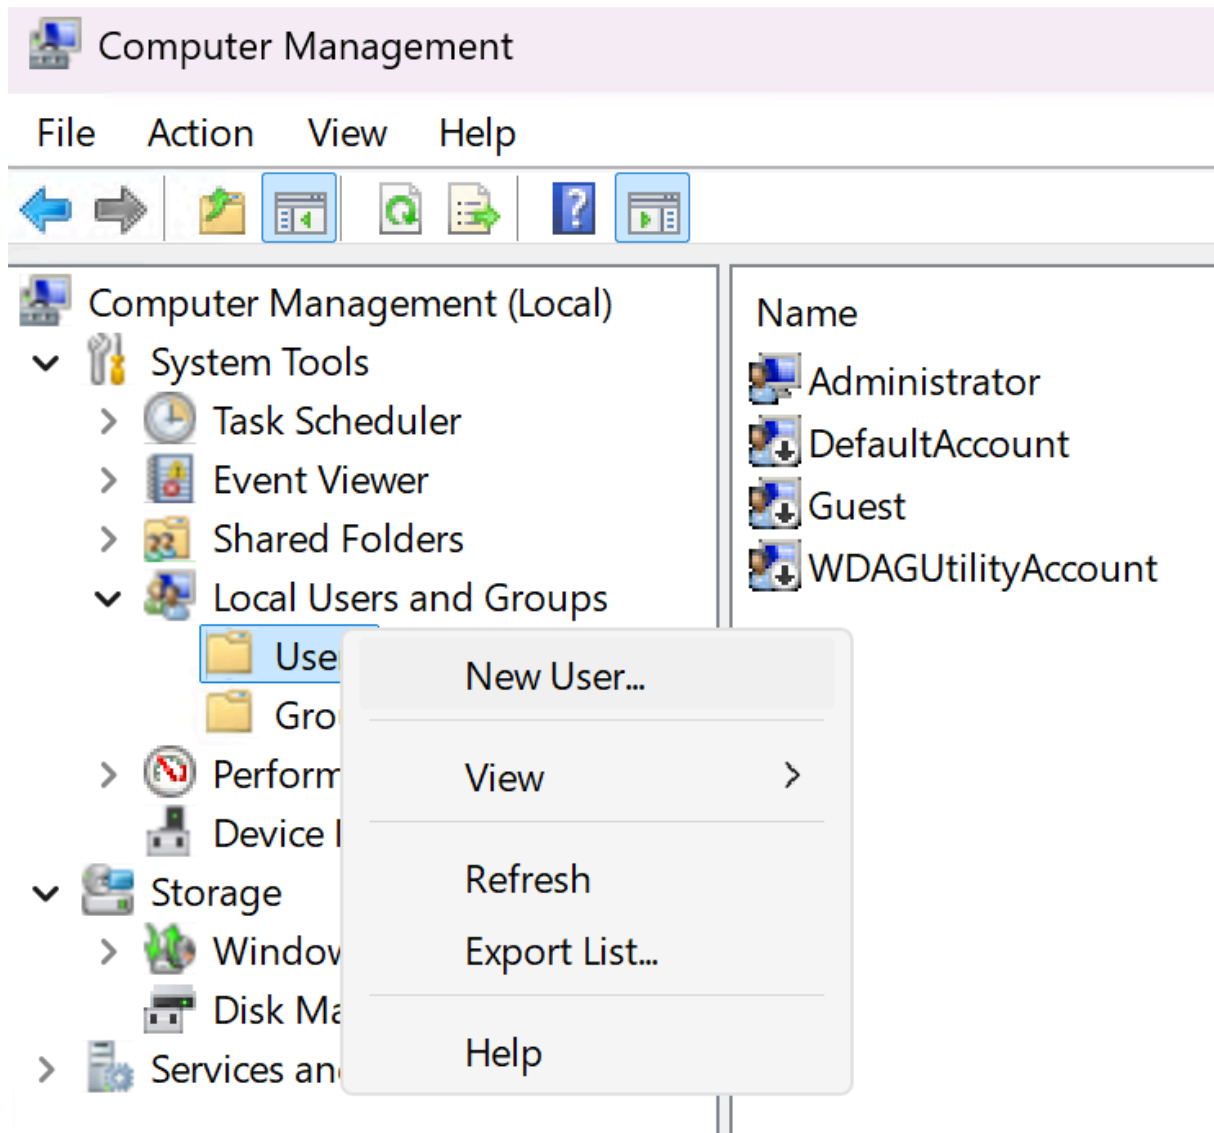 Computer Management
File Action View Help
Computer Management (Local)
System Tools
Task Scheduler
Event Viewer
Shared Folders
Local Users and Groups
Use
Gro
Perform
Device
Storage
Window
Disk Ma
Services an
Name
Administrator
DefaultAccount
Guest
WDAGUtilityAccount
New User...
View
Refresh
Export List...
Help